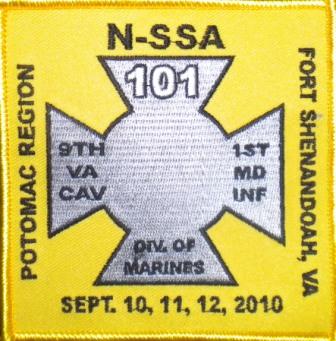 N-SSA
101
POTOMAC REGION
9TH
VA
CAV
1ST
MD
INF
FORT SHENANDOAH, VA
DIV. OF
MARINES
SEPT. 10, 11, 12, 2010